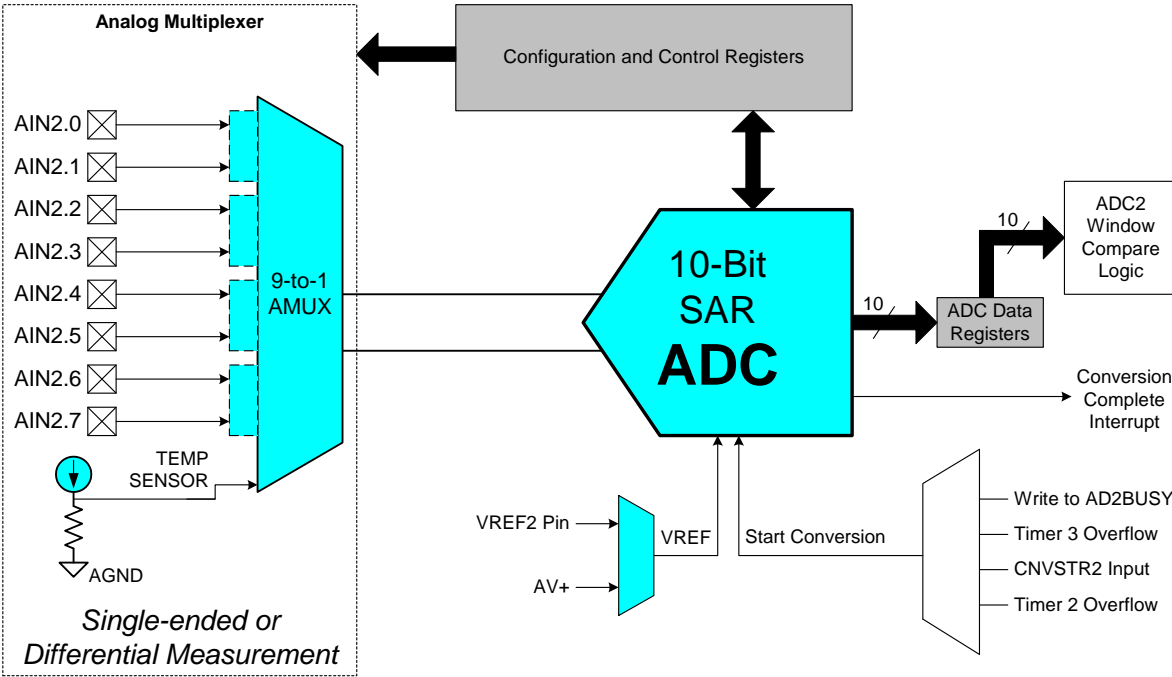 Analog Multiplexer
Configuration and Control Registers
AIN2.0
AIN2.1
AIN2.2
AIN2.3
AIN2.4
AIN2.5
AIN2.6
AIN2.7
9-to-1
AMUX
TEMP
SENSOR
AGND
Single-ended or
Differential Measurement
10-Bit
SAR
ADC
10
ADC Data
Registers
10
ADC2
Window
Compare
Logic
Conversion
Complete
Interrupt
VREF2 Pin
AV+
VREF
Start Conversion
Write to AD2BUSY
Timer 3 Overflow
CNVSTR2 Input
Timer 2 Overflow